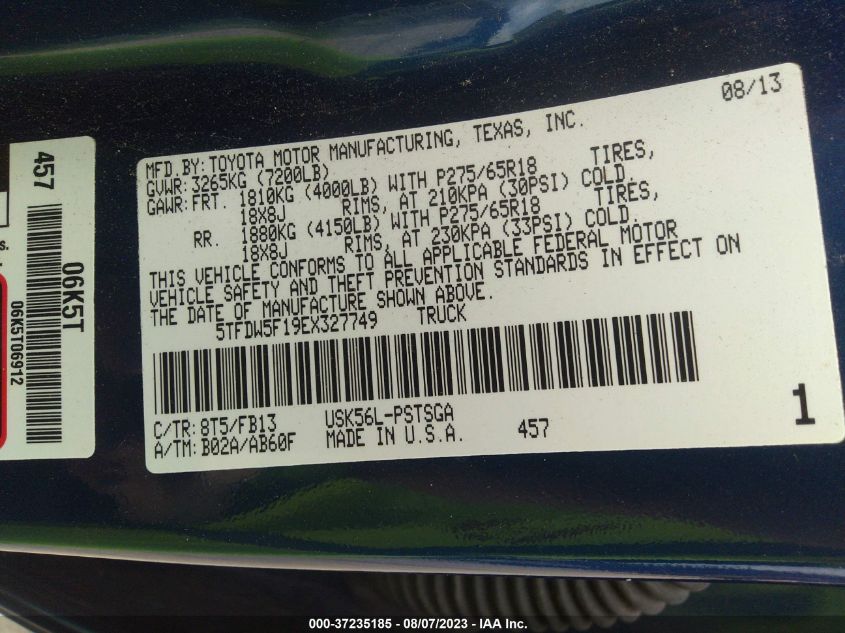 08/13
MFD.BY:TOYOTA MOTOR MANUFACTURING, TEXAS, INC.
GVWR:3265KG (7200LB)
GAWR:FRT. 1810KG (4000LB) WITH P275/65R18 TIRES,
18X8J RIMS, AT 210KPA (30PSI) COLD.
RR. 1880KG (4150LB) WITH P275/65R18 TIRES,
18X8J RIMS, AT 230KPA (33PSI) COLD.
THIS VEHICLE CONFORMS TO ALL APPLICABLE FEDERAL MOTOR
VEHICLE SAFETY AND THEFT PREVENTION STANDARDS IN EFFECT ON
THE DATE OF MANUFACTURE SHOWN ABOVE.
5TFDW5F19EX327749 TRUCK
C/TR:8T5/FB13 USK56L-PSTSGA
A/TM:B02A/AB60F MADE IN U.S.A. 457
1
457
06K5T
06K5T06912
s.
000-37235185 - 08/07/2023 - IAA Inc.